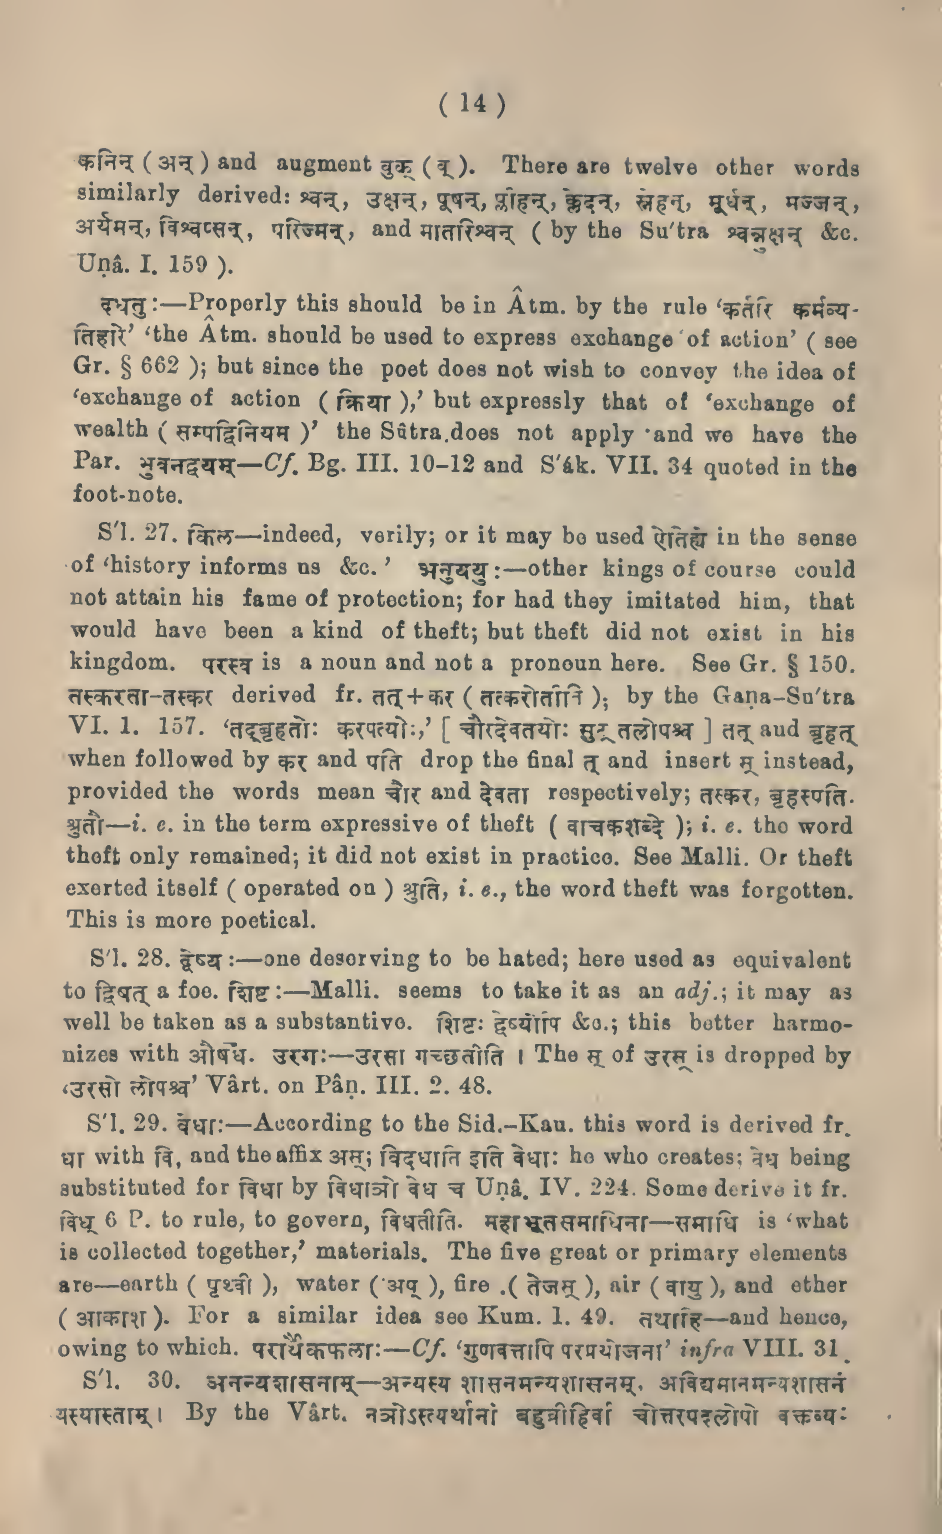 ( 14 )
कनिन् ( अन् ) and augment वुक् ( व् ). There are twelve other words
similarly derived: श्वन्, उक्षन्, पूषन्, प्लीहन्, क्लेदन्, स्नेहन्, मूर्धन्, मज्जन्,
अर्यमन्, विश्वप्सन्, परिज्मन्, and मातरिश्वन् ( by the Su'tra श्वन्नुक्षन् &c.
Uṇâ. I. 159 ).
दधतु :—Properly this should be in Âtm. by the rule ‘कर्तरि कर्मव्य-
तिहारे’ ‘the Âtm. should be used to express exchange of action’ ( see
Gr. § 662 ); but since the poet does not wish to convey the idea of
‘exchange of action ( क्रिया ),’ but expressly that of ‘exchange of
wealth ( सम्पद्विनियम )’ the Sûtra does not apply and we have the
Par. भुवनद्वयम्—Cf. Bg. III. 10–12 and S'âk. VII. 34 quoted in the
foot-note.
S'l. 27. किल—indeed, verily; or it may be used ऐतिह्ये in the sense
of ‘history informs us &c.’ अनुययु :—other kings of course could
not attain his fame of protection; for had they imitated him, that
would have been a kind of theft; but theft did not exist in his
kingdom. परस्व is a noun and not a pronoun here. See Gr. § 150.
तस्करता–तस्कर derived fr. तत्+कर ( तत्करोतीति ); by the Gaṇa–Su'tra
VI. 1. 157. ‘तद्बृहतोः करपत्योः,’ [ चौरदेवतयोः सुट् तलोपश्च ] तत् aud बृहत्
when followed by कर and पति drop the final त् and insert स् instead,
provided the words mean चौर and देवता respectively; तस्कर, बृहस्पति.
श्रुतौ—i. e. in the term expressive of theft ( वाचकशब्दे ); i. e. the word
theft only remained; it did not exist in practice. See Malli. Or theft
exerted itself ( operated on ) श्रुति, i. e., the word theft was forgotten.
This is more poetical.
S'l. 28. द्वेष्य :—one deserving to be hated; here used as equivalent
to द्विषत् a foe. शिष्ट :—Malli. seems to take it as an adj.; it may as
well be taken as a substantive. शिष्टः द्वेष्योपि &c.; this better harmo-
nizes with औषधं. उरगः—उरसा गच्छतीति । The स् of उरस् is dropped by
‘उरसो लोपश्च’ Vârt. on Pâṇ. III. 2. 48.
S'l. 29. वेधाः—According to the Sid.–Kau. this word is derived fr.
धा with वि, and the affix अस्; विदधाति इति वेधाः he who creates; वेध being
substituted for विधा by विधाञो वेध च Uṇâ. IV. 224. Some derive it fr.
विध् 6 P. to rule, to govern, विधतीति. महाभूतसमाधिना—समाधि is ‘what
is collected together,’ materials. The five great or primary elements
are—earth ( पृथ्वी ), water ( अप् ), fire ( तेजस् ), air ( वायु ), and ether
( आकाश ). For a similar idea see Kum. 1. 49. तथाहि—and hence,
owing to which. परार्थैकफलाः—Cf. ‘गुणवत्तापि परप्रयोजना’ infra VIII. 31.
S'l. 30. अनन्यशासनाम्—अन्यस्य शासनमन्यशासनम्. अविद्यमानमन्यशासनं
यस्यास्ताम् । By the Vârt. नञोऽस्त्यर्थानां बहुव्रीहिर्वा चोत्तरपदलोपो वक्तव्यः